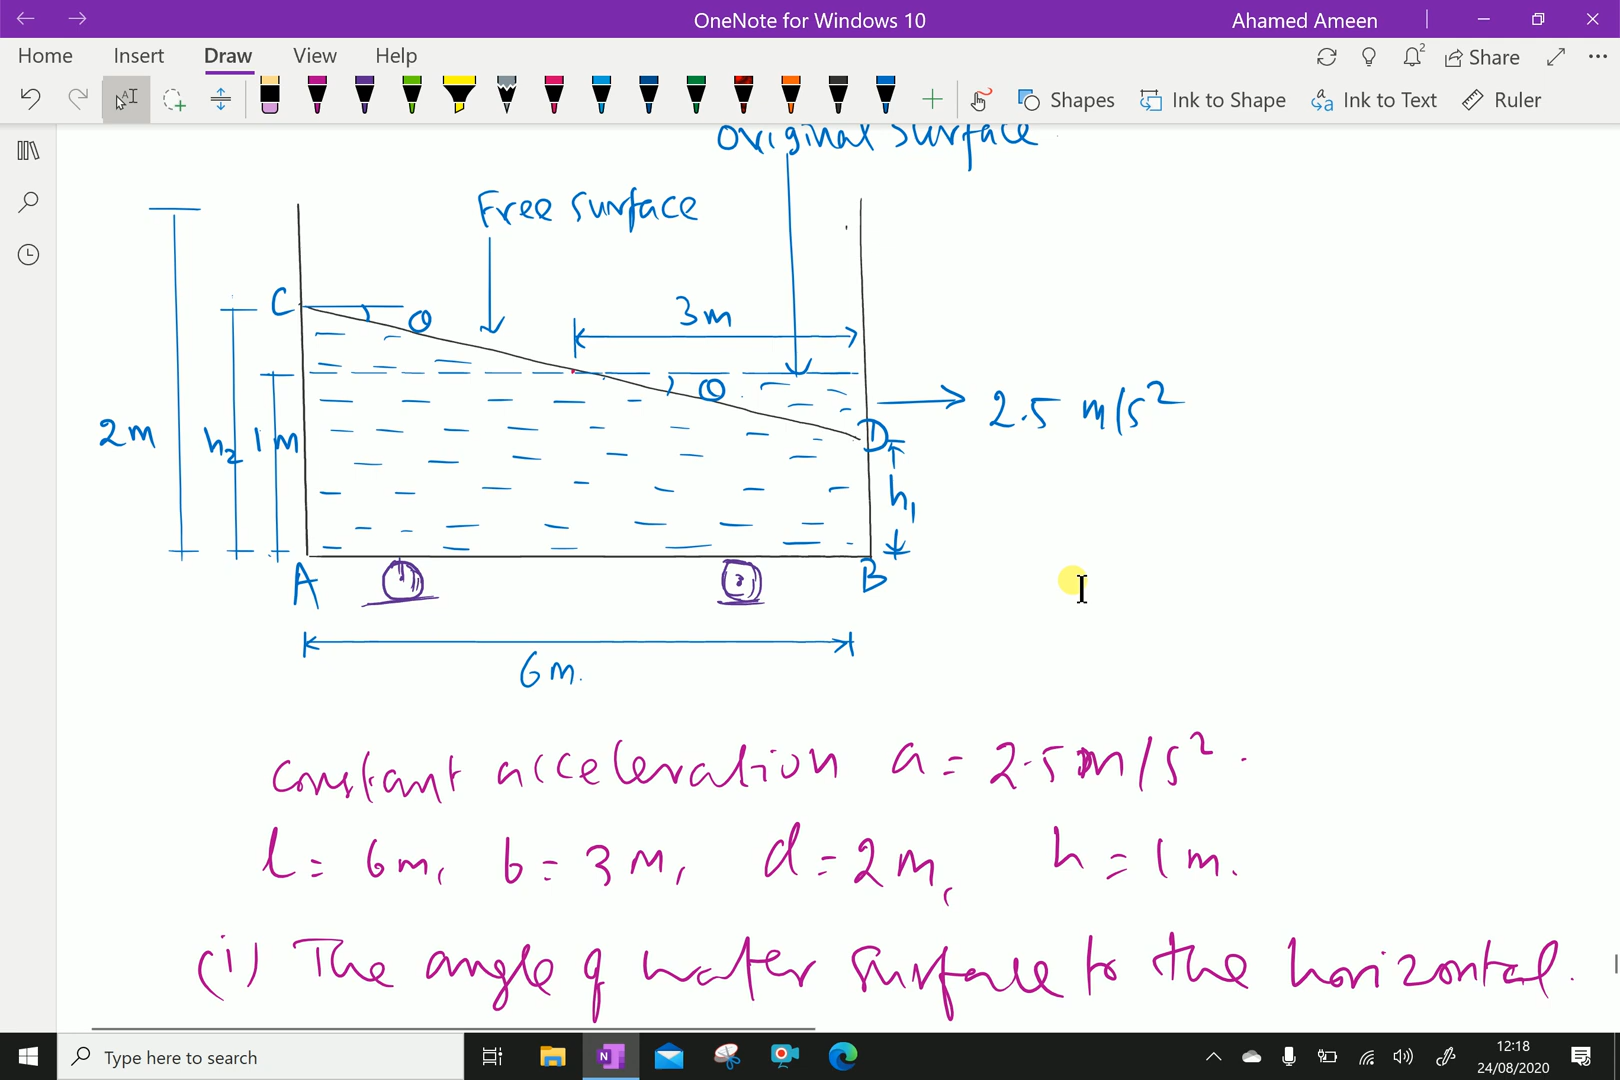 OneNote for Windows 10
Ahamed Ameen
Home Insert Draw View Help
Share
Shapes Ink to Shape Ink to Text Ruler
Original Surface
Free surface
C
θ
3m
θ
2.5 m/s²
2m
h₂
1m
D
h₁
A
1
2
B
6m.
constant acceleration a = 2.5 m/s².
l = 6m, b = 3m, d = 2m, h = 1m.
(i) The angle of water surface to the horizontal.
Type here to search
12:18
24/08/2020